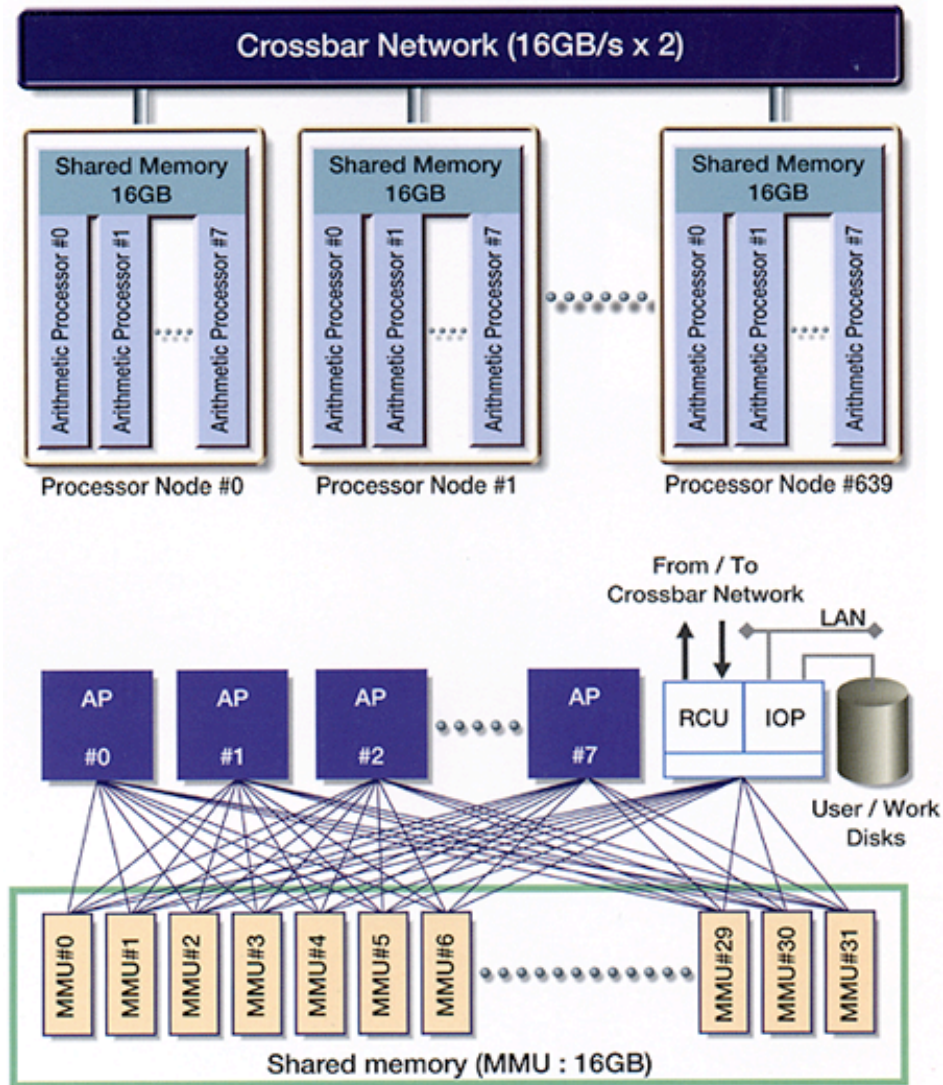 Crossbar Network (16GB/s x 2)
Shared Memory
16GB
Arithmetic Processor #0
Arithmetic Processor #1
Arithmetic Processor #7
Processor Node #0
Shared Memory
16GB
Arithmetic Processor #0
Arithmetic Processor #1
Arithmetic Processor #7
Processor Node #1
Shared Memory
16GB
Arithmetic Processor #0
Arithmetic Processor #1
Arithmetic Processor #7
Processor Node #639
From / To
Crossbar Network
LAN
AP
#0
AP
#1
AP
#2
AP
#7
RCU
IOP
User / Work
Disks
MMU#0
MMU#1
MMU#2
MMU#3
MMU#4
MMU#5
MMU#6
MMU#29
MMU#30
MMU#31
Shared memory (MMU : 16GB)